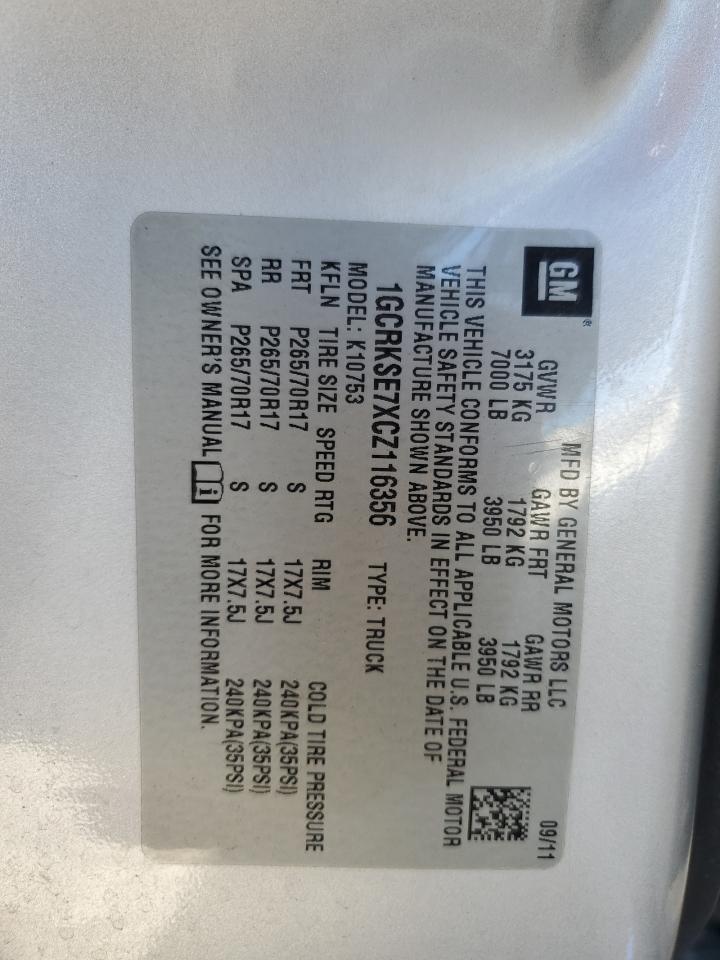 GM®
MFD BY GENERAL MOTORS LLC 09/11
GVWR GAWR FRT GAWR RR
3175 KG 1792 KG 1792 KG
7000 LB 3950 LB 3950 LB
THIS VEHICLE CONFORMS TO ALL APPLICABLE U.S. FEDERAL MOTOR
VEHICLE SAFETY STANDARDS IN EFFECT ON THE DATE OF
MANUFACTURE SHOWN ABOVE.
1GCRKSE7XCZ116356 TYPE: TRUCK
MODEL: K10753
KFLN TIRE SIZE SPEED RTG RIM COLD TIRE PRESSURE
FRT P265/70R17 S 17X7.5J 240KPA(35PSI)
RR P265/70R17 S 17X7.5J 240KPA(35PSI)
SPA P265/70R17 S 17X7.5J 240KPA(35PSI)
SEE OWNER'S MANUAL i FOR MORE INFORMATION.